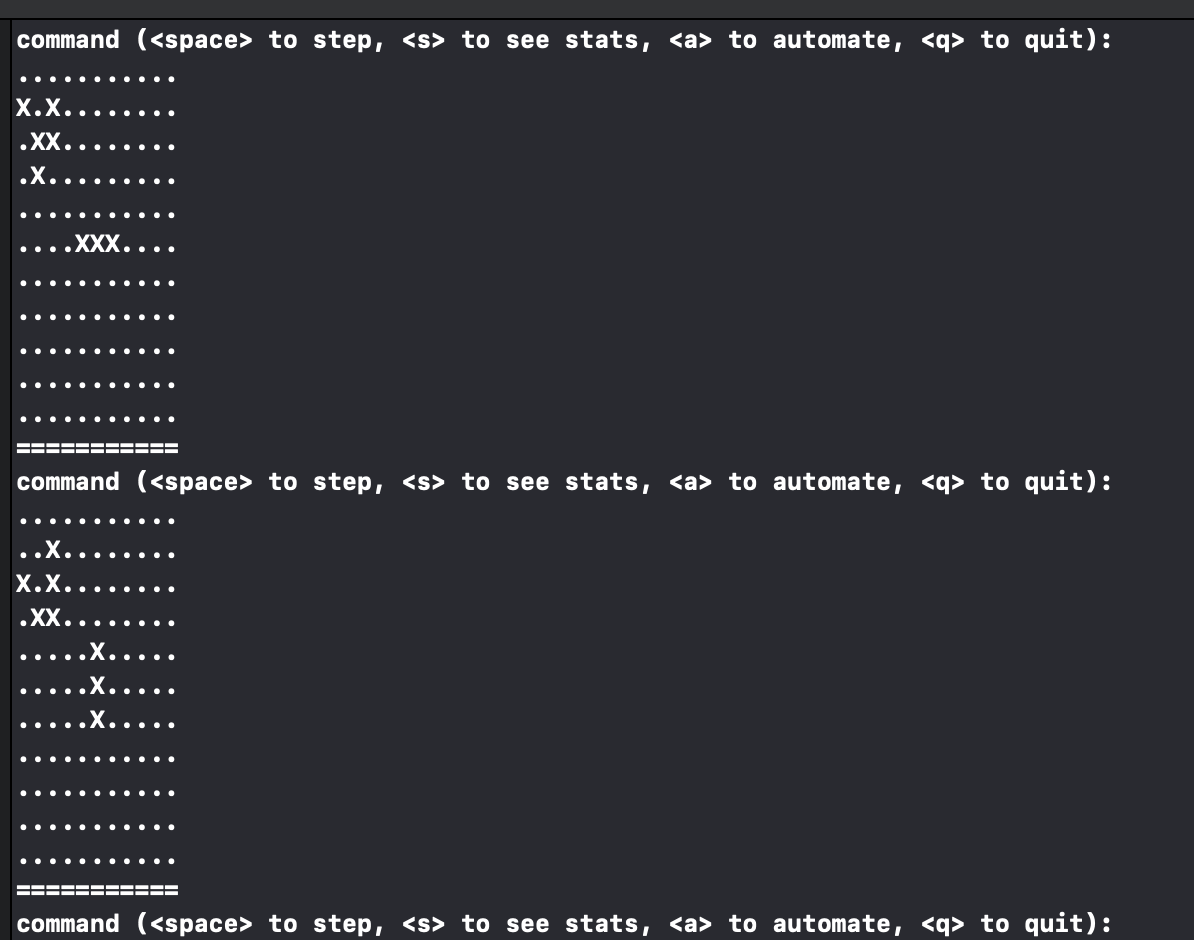 command (<space> to step, <s> to see stats, <a> to automate, <q> to quit):
...........
X.X........
.XX........
.X.........
...........
....XXX....
...........
...........
...........
...........
...........
===========
command (<space> to step, <s> to see stats, <a> to automate, <q> to quit):
...........
..X........
X.X........
.XX........
.....X.....
.....X.....
.....X.....
...........
...........
...........
...........
===========
command (<space> to step, <s> to see stats, <a> to automate, <q> to quit):